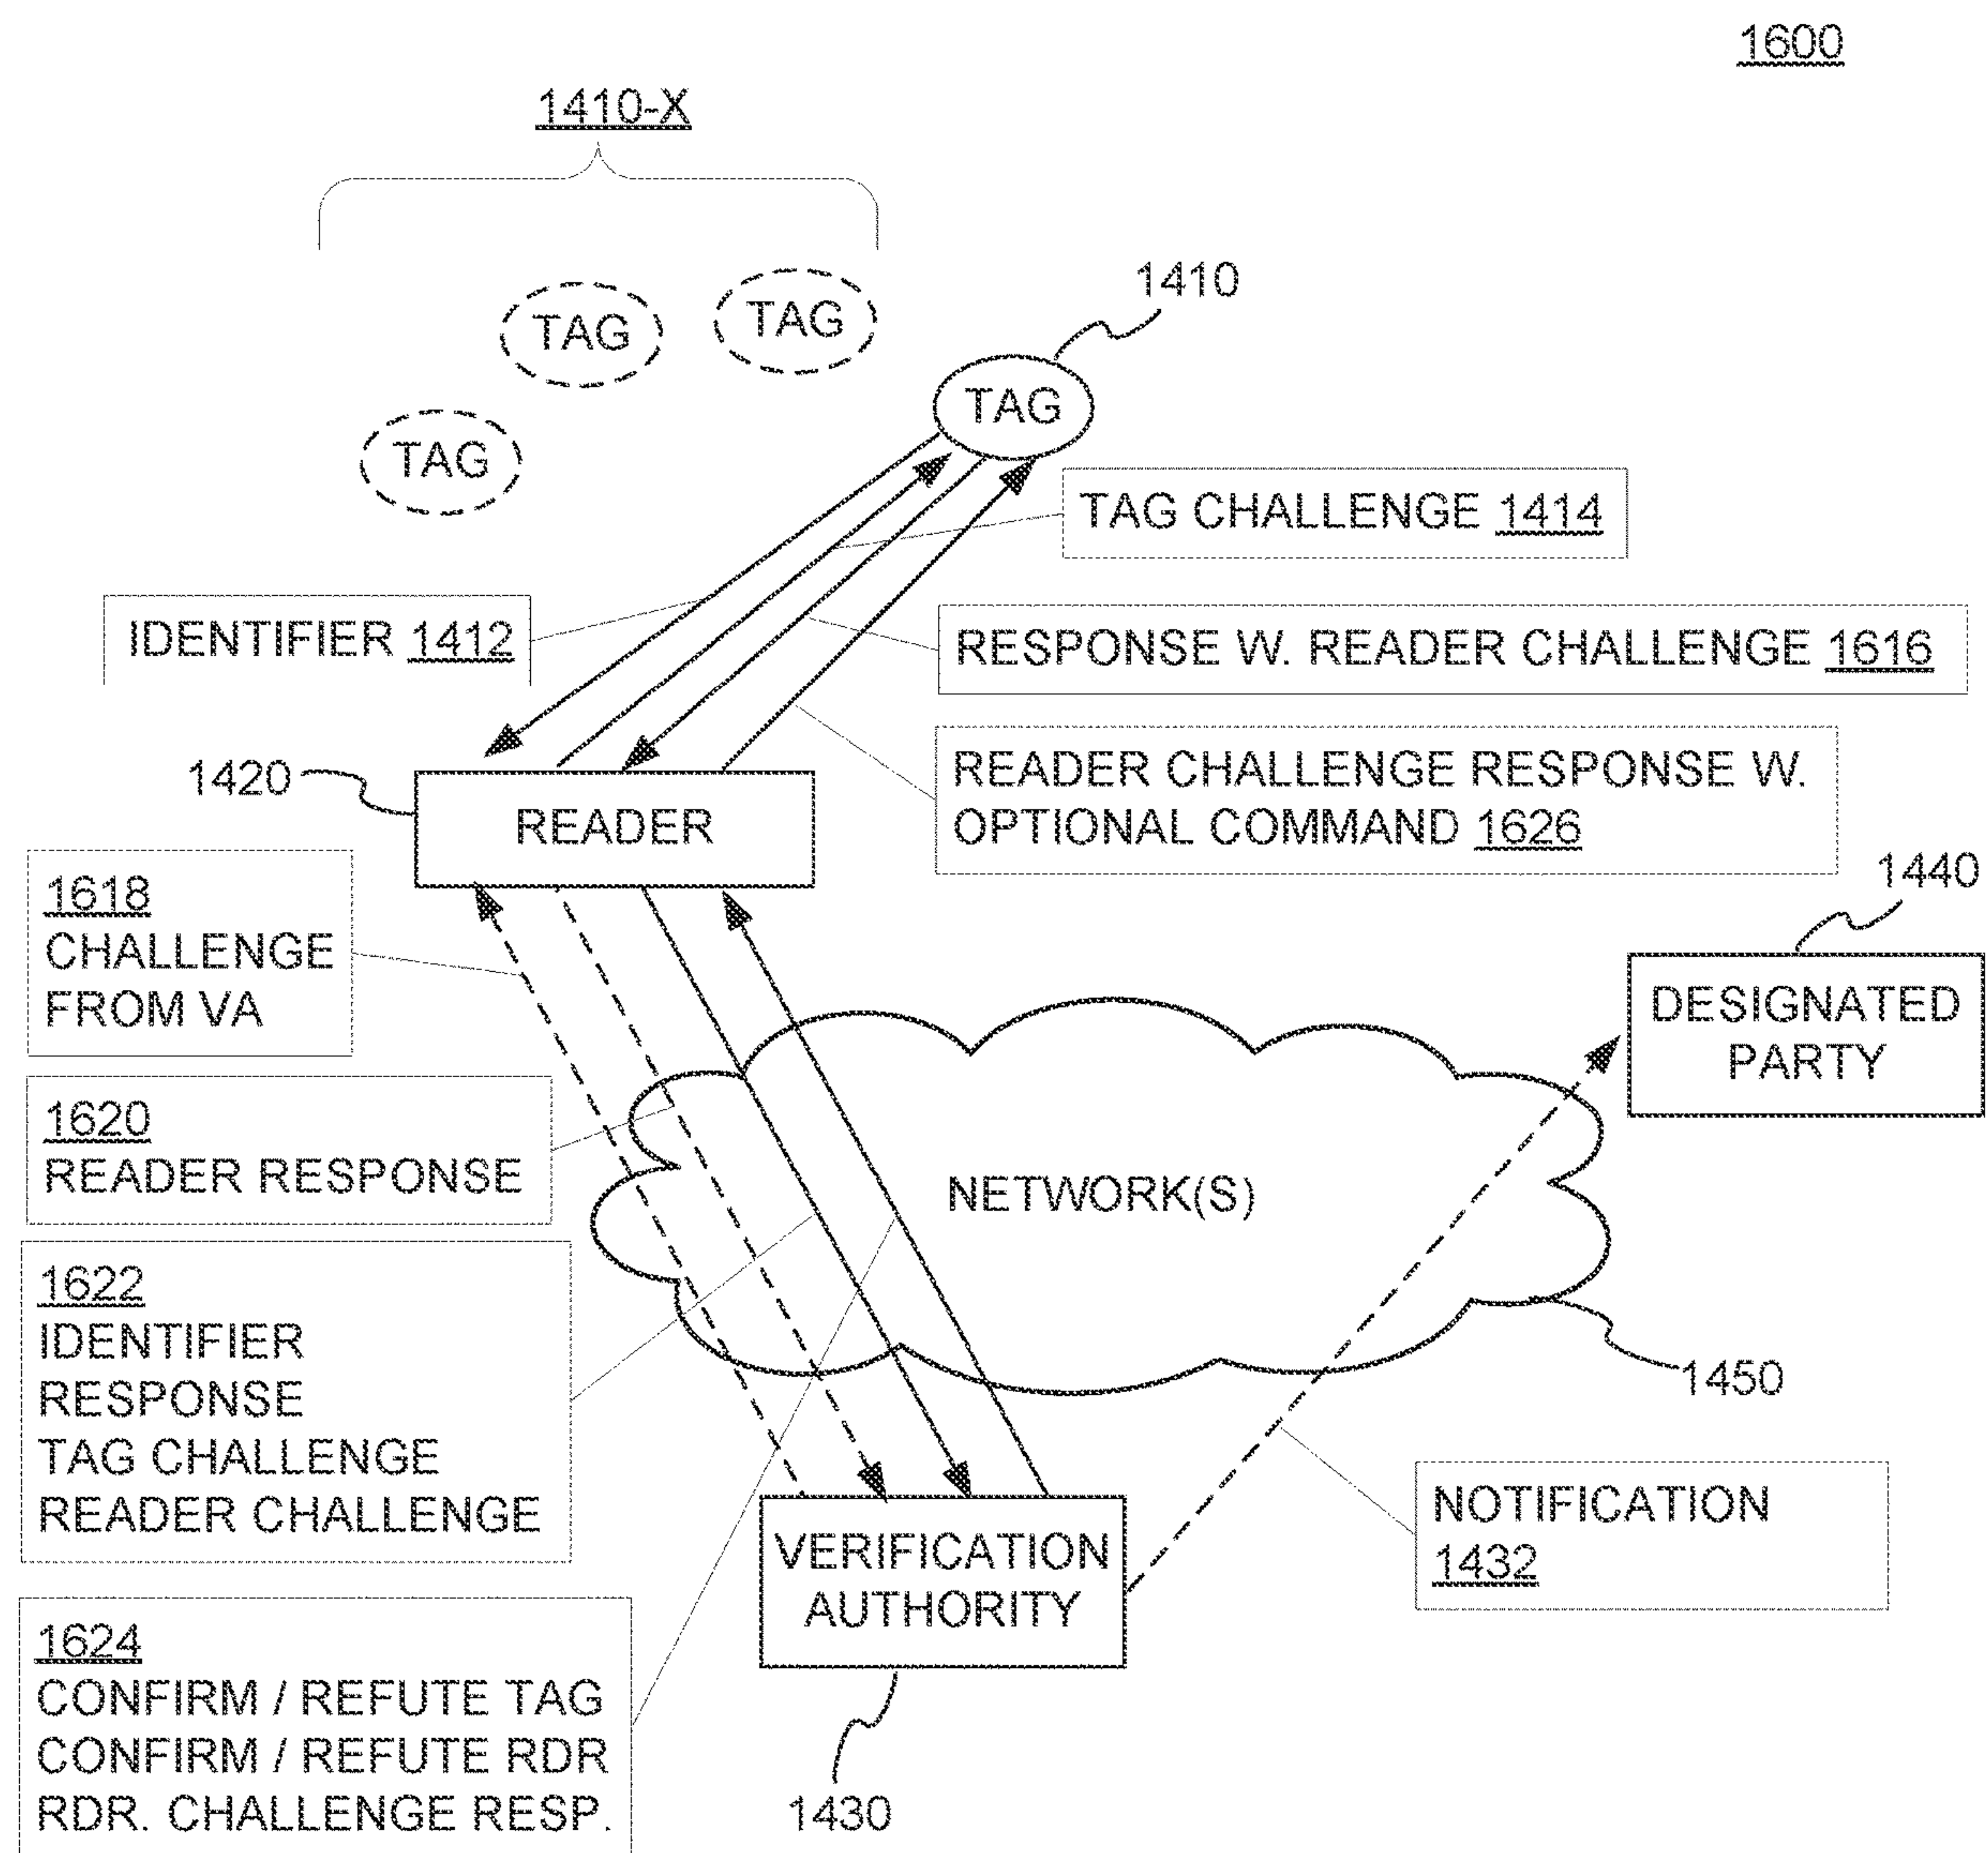 1600
1410-X
1410
TAG
TAG
TAG
TAG
TAG CHALLENGE 1414
IDENTIFIER 1412
RESPONSE W. READER CHALLENGE 1616
1420
READER
READER CHALLENGE RESPONSE W.
OPTIONAL COMMAND 1626
1618
CHALLENGE
FROM VA
1440
DESIGNATED
PARTY
1620
READER RESPONSE
NETWORK(S)
1622
IDENTIFIER
RESPONSE
TAG CHALLENGE
READER CHALLENGE
1450
NOTIFICATION
1432
VERIFICATION
AUTHORITY
1624
CONFIRM / REFUTE TAG
CONFIRM / REFUTE RDR
RDR. CHALLENGE RESP.
1430